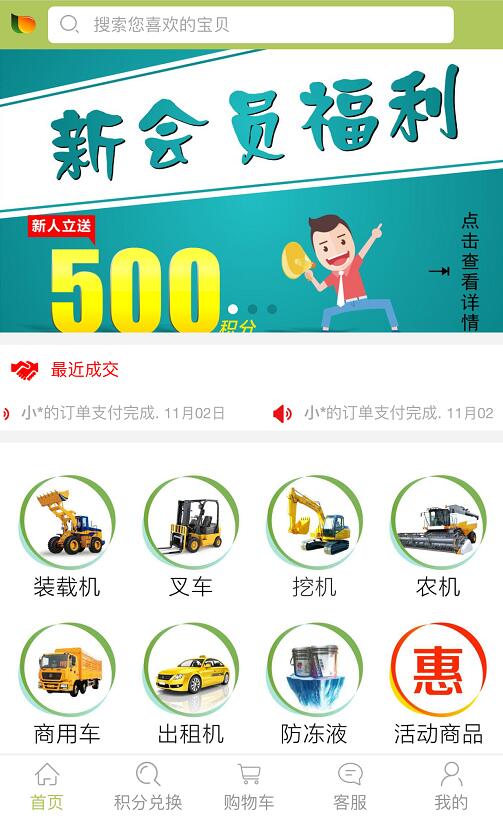 搜索您喜欢的宝贝
新会员福利
新人立送
500
积分
点击查看详情
最近成交
小*的订单支付完成. 11月02日
小*的订单支付完成. 11月02
装载机
叉车
挖机
农机
商用车
出租机
防冻液
惠
活动商品
首页
积分兑换
购物车
客服
我的